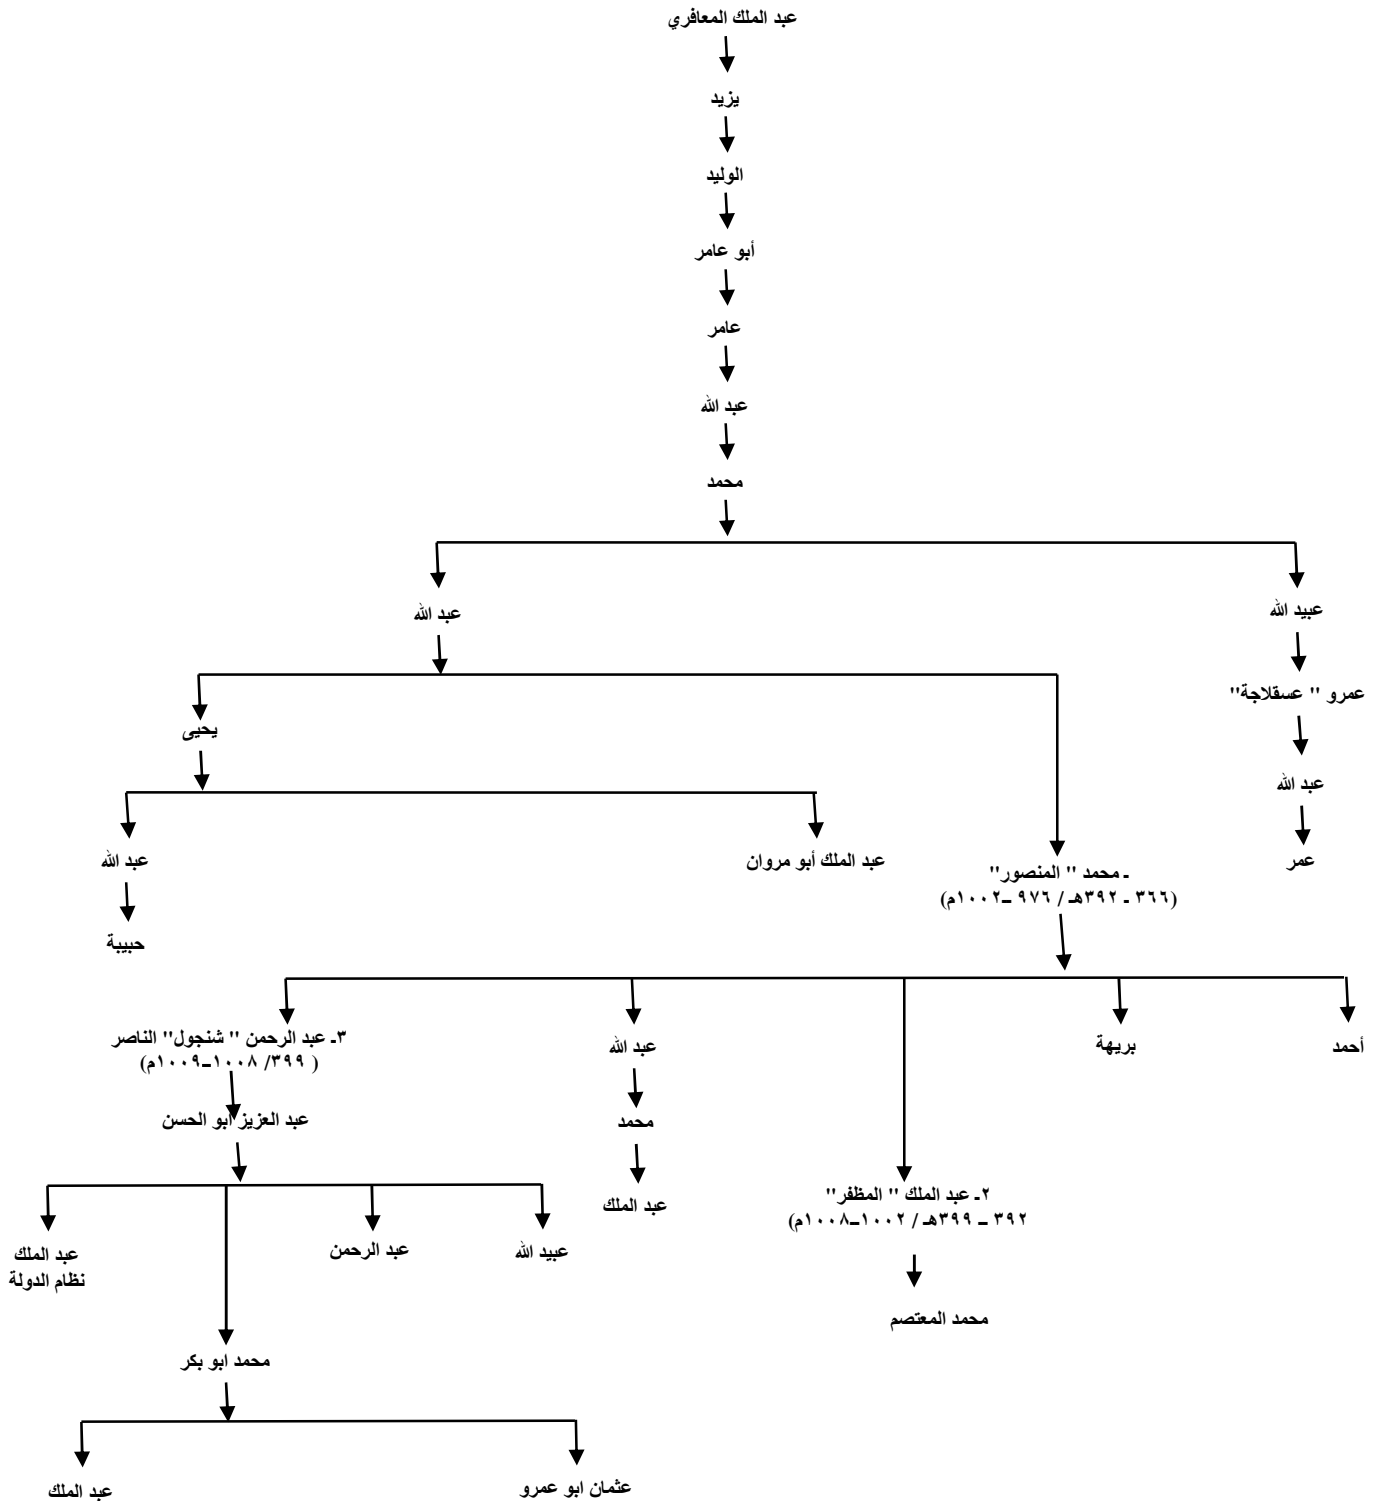 عبد الملك المعافري
يزيد
الوليد
أبو عامر
عامر
عبد الله
محمد
عبيد الله
عبد الله
عمرو " عسقلاجة"
يحيى
عبد الله
عمر
ـ محمد " المنصور"
(٣٦٦ ـ ٣٩٢هـ / ٩٧٦ ـ١٠٠٢م)
عبد الملك أبو مروان
عبد الله
حبيبة
أحمد
بريهة
عبد الله
٣ـ عبد الرحمن " شنجول" الناصر
( ٣٩٩/ ١٠٠٨ـ١٠٠٩م)
محمد
عبد العزيز ابو الحسن
٢ـ عبد الملك " المظفر"
٣٩٢ ـ ٣٩٩هـ / ١٠٠٢ـ١٠٠٨م)
عبد الملك
عبيد الله
عبد الرحمن
عبد الملك
نظام الدولة
محمد المعتصم
محمد ابو بكر
عثمان ابو عمرو
عبد الملك